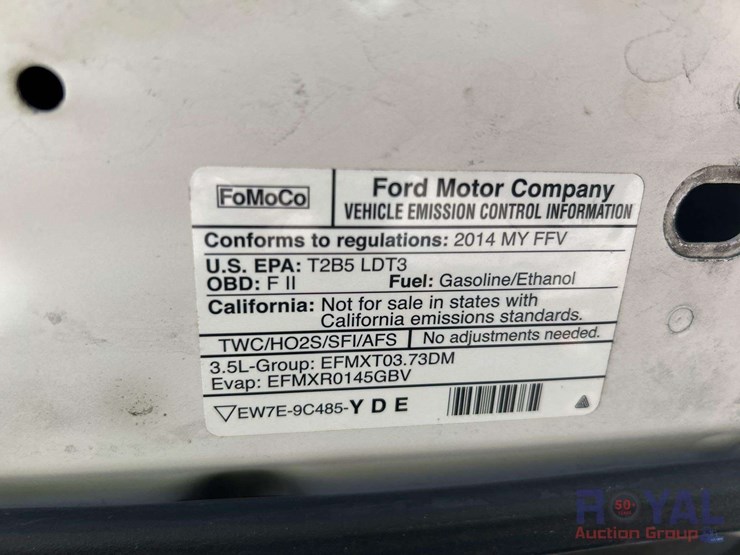 FoMoCo
Ford Motor Company
VEHICLE EMISSION CONTROL INFORMATION
Conforms to regulations: 2014 MY FFV
U.S. EPA: T2B5 LDT3
OBD: F II Fuel: Gasoline/Ethanol
California: Not for sale in states with
California emissions standards.
TWC/HO2S/SFI/AFS No adjustments needed.
3.5L-Group: EFMXT03.73DM
Evap: EFMXR0145GBV
EW7E-9C485-YDE
ROYAL
Auction Group